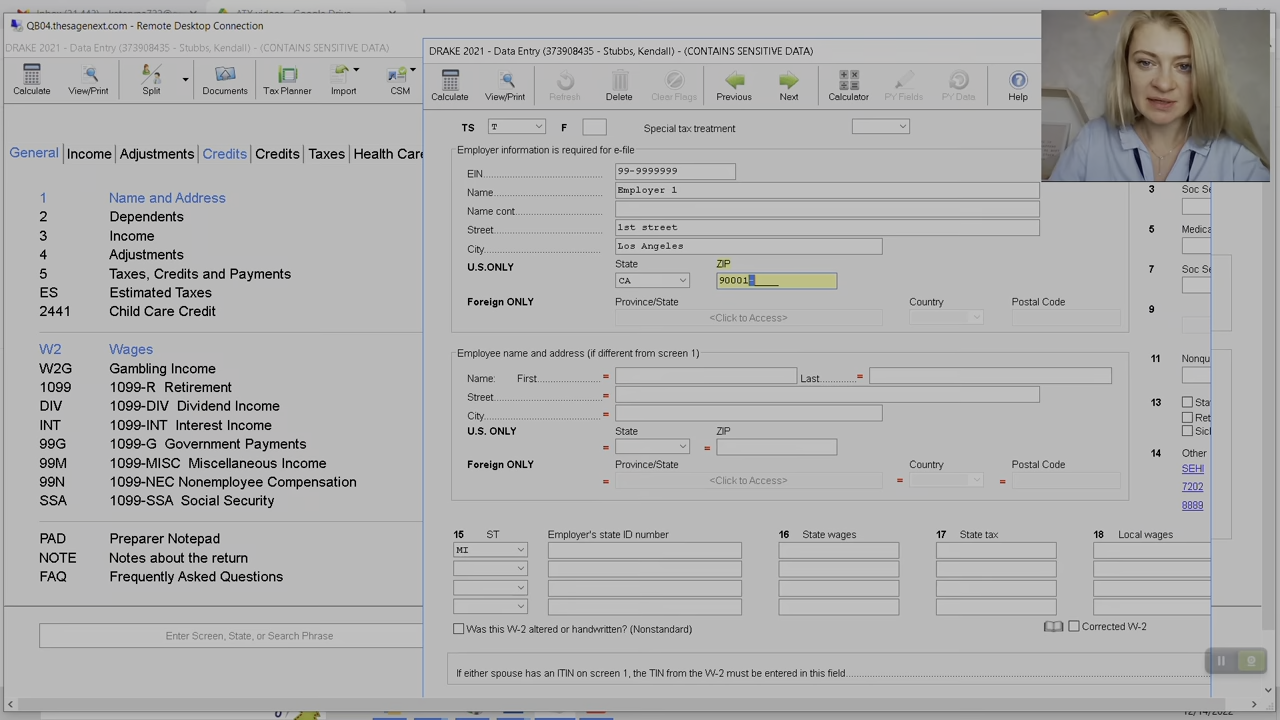 QB04.thesagenext.com - Remote Desktop Connection
DRAKE 2021 - Data Entry (373908435 - Stubbs, Kendall) - (CONTAINS SENSITIVE DATA)
Calculate View/Print Split Documents Tax Planner Import CSM
General Income Adjustments Credits Credits Taxes Health Care
1 Name and Address
2 Dependents
3 Income
4 Adjustments
5 Taxes, Credits and Payments
ES Estimated Taxes
2441 Child Care Credit
W2 Wages
W2G Gambling Income
1099 1099-R Retirement
DIV 1099-DIV Dividend Income
INT 1099-INT Interest Income
99G 1099-G Government Payments
99M 1099-MISC Miscellaneous Income
99N 1099-NEC Nonemployee Compensation
SSA 1099-SSA Social Security
PAD Preparer Notepad
NOTE Notes about the return
FAQ Frequently Asked Questions
Enter Screen, State, or Search Phrase
DRAKE 2021 - Data Entry (373908435 - Stubbs, Kendall) - (CONTAINS SENSITIVE DATA)
Calculate View/Print Refresh Delete Clear Flags Previous Next Calculator PY Fields PY Data Help
TS T F Special tax treatment
Employer information is required for e-file
EIN 99-9999999
Name Employer 1
Name cont
Street 1st street
City Los Angeles
U.S.ONLY State ZIP
CA 90001-____
Foreign ONLY Province/State Country Postal Code
<Click to Access>
Employee name and address (if different from screen 1)
Name: First = Last =
Street =
City =
U.S. ONLY State ZIP
= =
Foreign ONLY Province/State Country Postal Code
= <Click to Access> = =
3 Soc Se
5 Medica
7 Soc Se
9
11 Nonqu
13 Sta
Ret
Sick
14 Other
SEHI
7202
8889
15 ST Employer's state ID number 16 State wages 17 State tax 18 Local wages
MI
Was this W-2 altered or handwritten? (Nonstandard) Corrected W-2
If either spouse has an ITIN on screen 1, the TIN from the W-2 must be entered in this field
12/14/2022